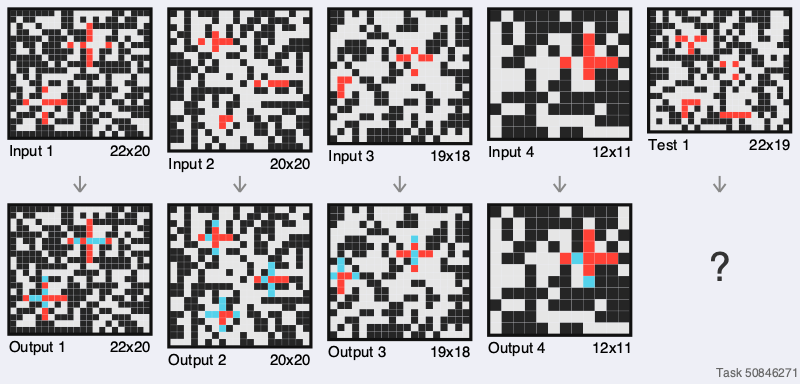 Input 1 22x20
Input 2 20x20
Input 3 19x18
Input 4 12x11
Test 1 22x19
?
Output 1 22x20
Output 2 20x20
Output 3 19x18
Output 4 12x11
Task 50846271